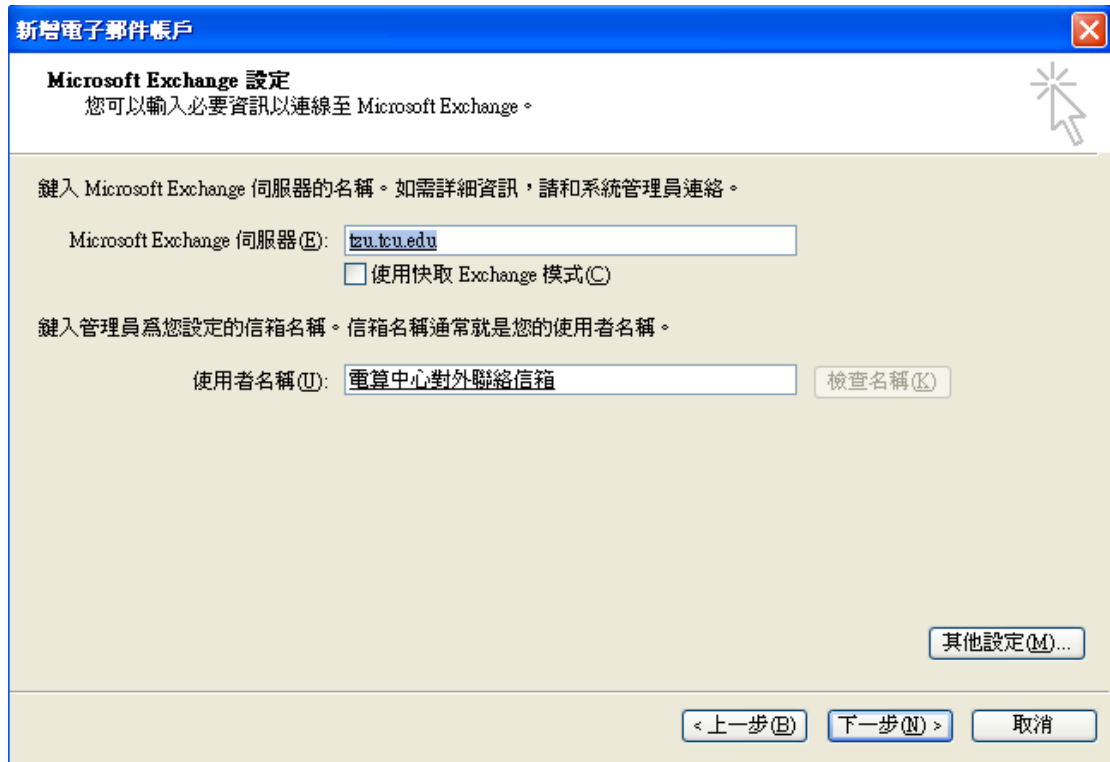 新增電子郵件帳戶
Microsoft Exchange 設定
您可以輸入必要資訊以連線至 Microsoft Exchange。
鍵入 Microsoft Exchange 伺服器的名稱。如需詳細資訊，請和系統管理員連絡。
Microsoft Exchange 伺服器(E): tzu.tcu.edu
使用快取 Exchange 模式(C)
鍵入管理員爲您設定的信箱名稱。信箱名稱通常就是您的使用者名稱。
使用者名稱(U): 電算中心對外聯絡信箱 檢查名稱(K)
其他設定(M)...
< 上一步(B) 下一步(N) > 取消